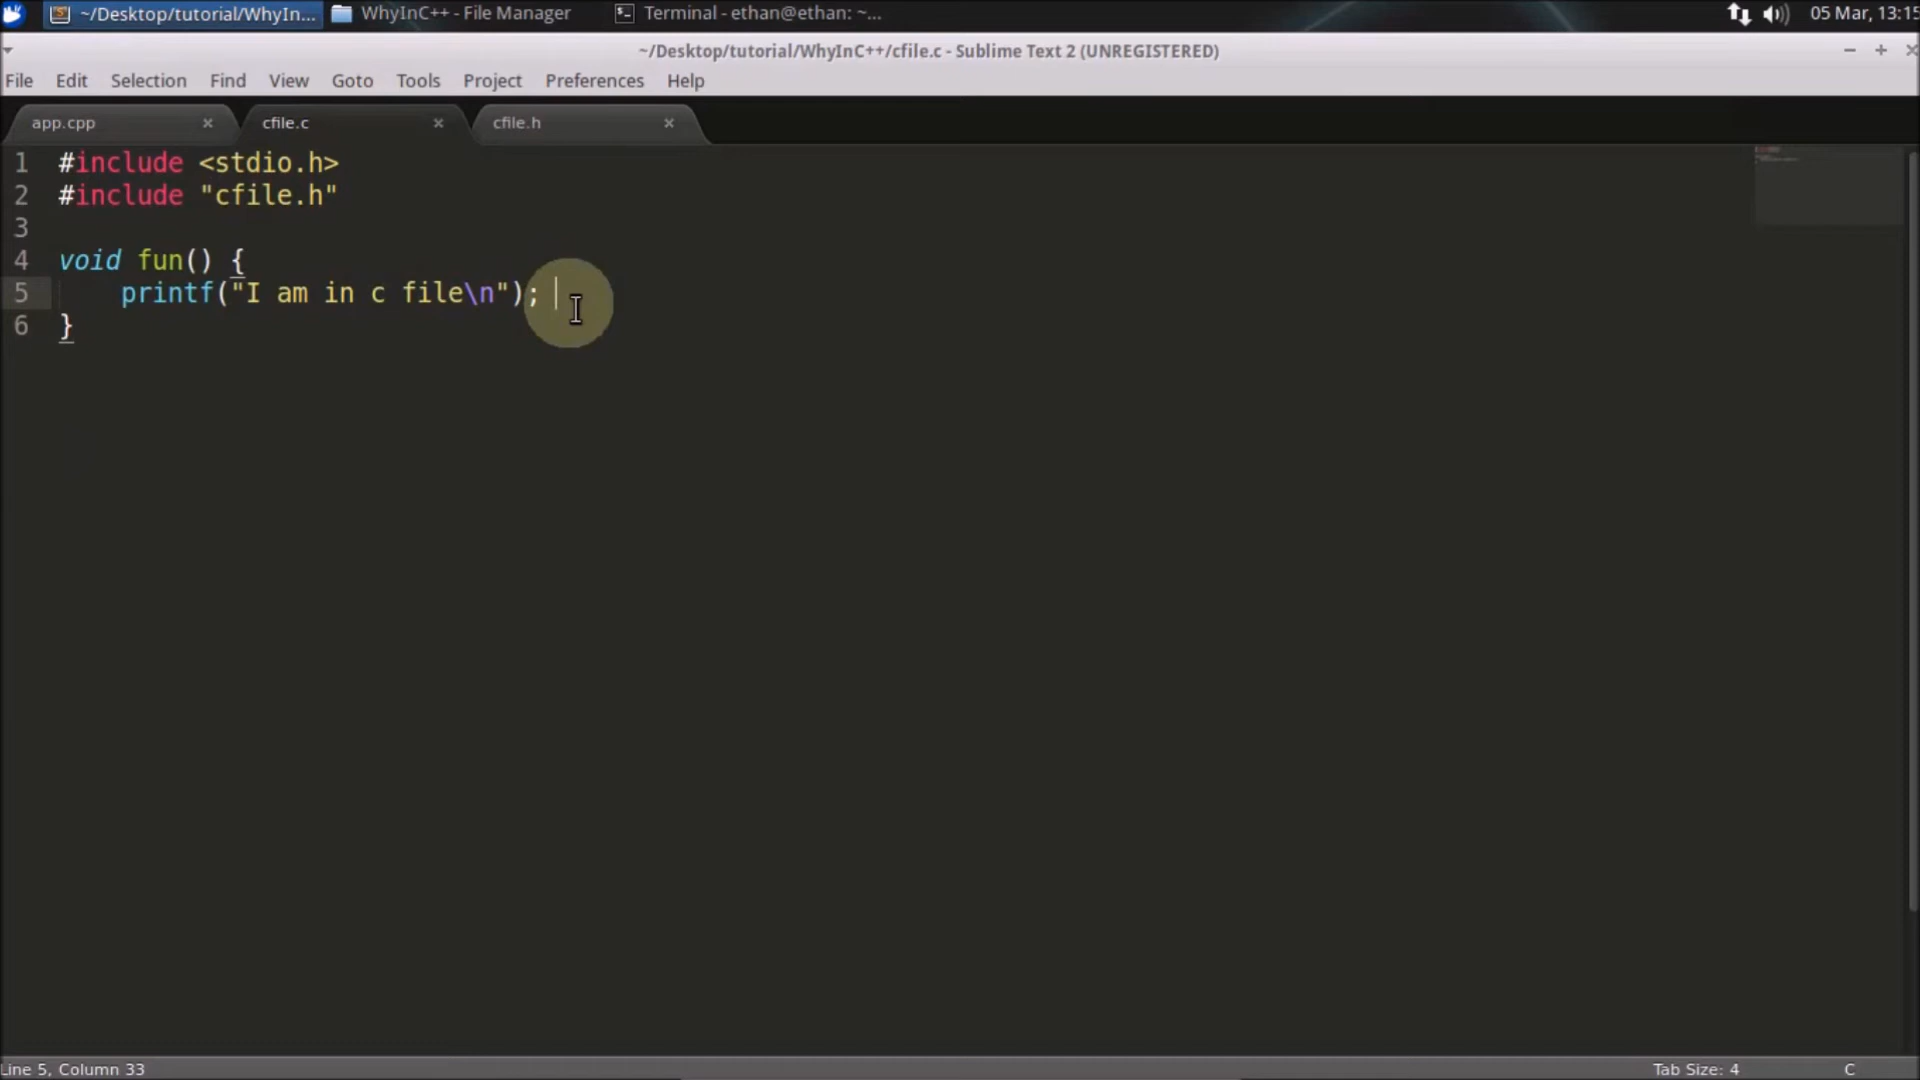 ~/Desktop/tutorial/WhyIn... WhyInC++ - File Manager Terminal - ethan@ethan: ~... 05 Mar, 13:15
~/Desktop/tutorial/WhyInC++/cfile.c - Sublime Text 2 (UNREGISTERED)
File Edit Selection Find View Goto Tools Project Preferences Help
app.cpp × cfile.c × cfile.h ×
1 #include <stdio.h>
2 #include "cfile.h"
3
4 void fun() {
5 printf("I am in c file\n");
6 }
Line 5, Column 33 Tab Size: 4 C